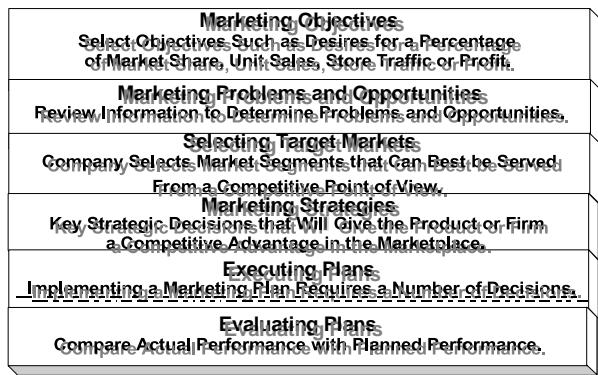 Marketing Objectives
Select Objectives Such as Desires for a Percentage
of Market Share, Unit Sales, Store Traffic or Profit.
Marketing Problems and Opportunities
Review Information to Determine Problems and Opportunities.
Selecting Target Markets
Company Selects Market Segments that Can Best be Served
From a Competitive Point of View.
Marketing Strategies
Key Strategic Decisions that Will Give the Product or Firm
a Competitive Advantage in the Marketplace.
Executing Plans
Implementing a Marketing Plan Requires a Number of Decisions.
Evaluating Plans
Compare Actual Performance with Planned Performance.